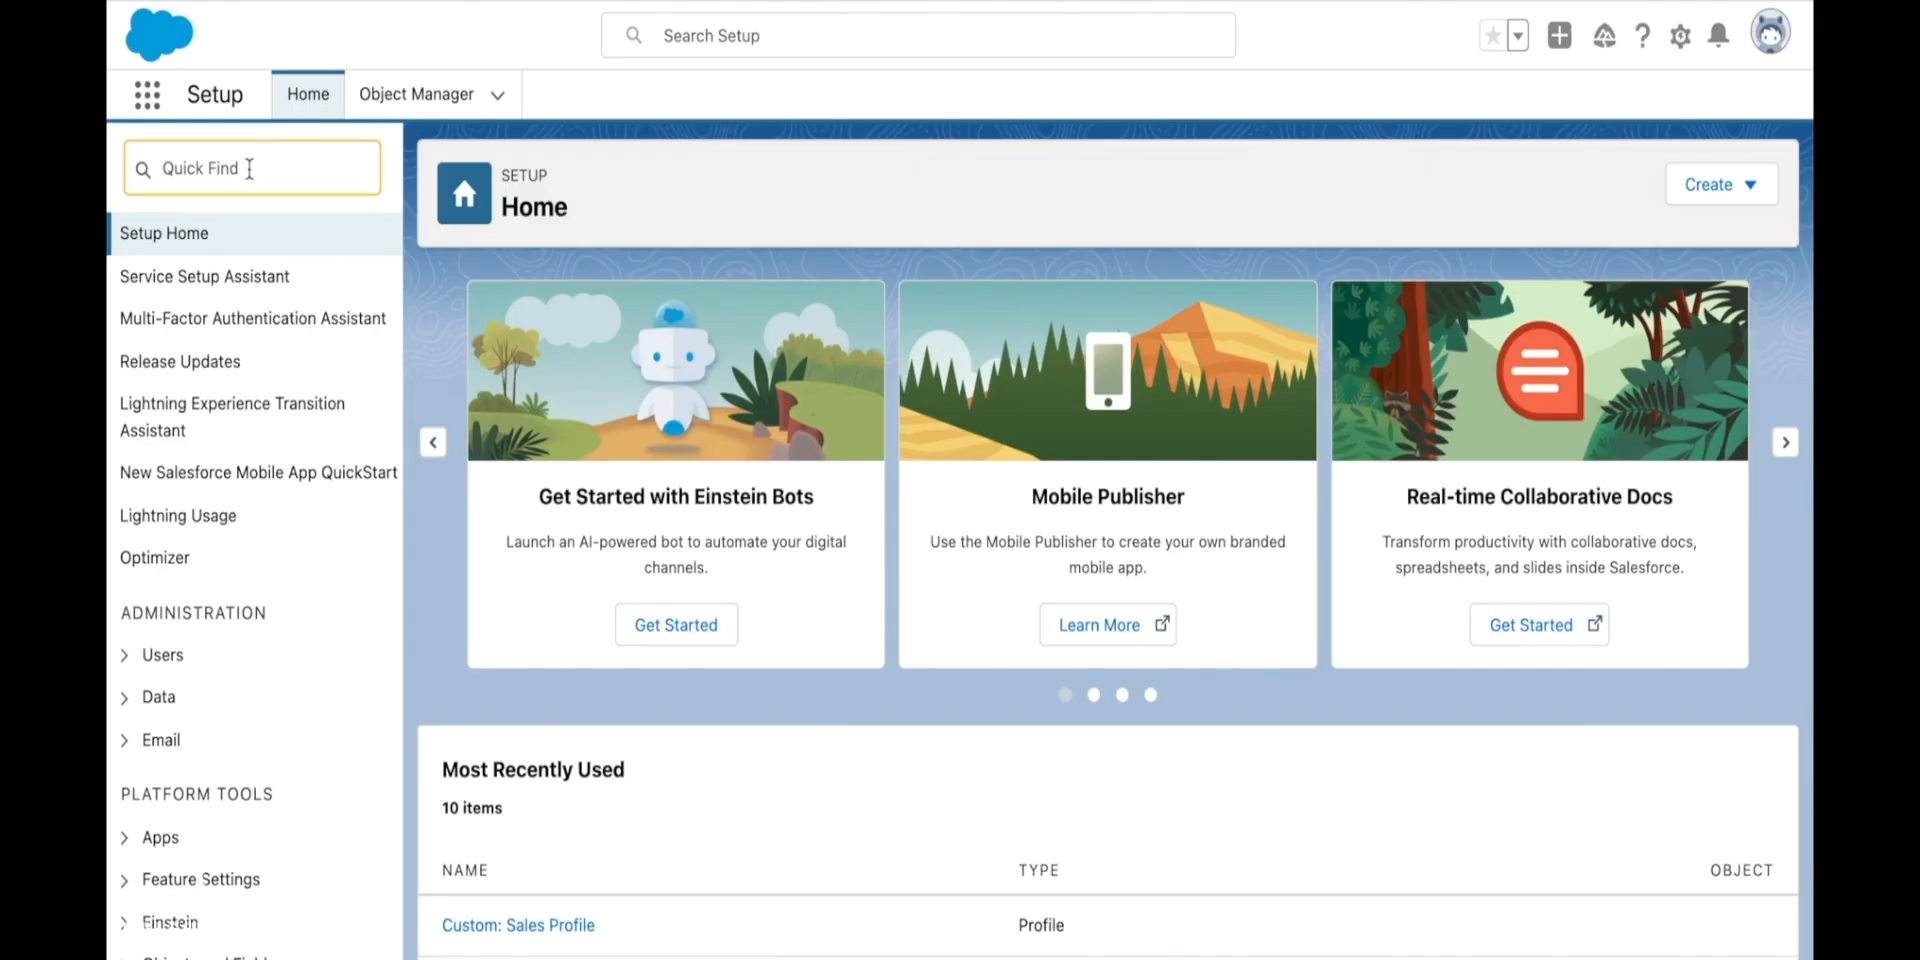 Search Setup
Setup
Home
Object Manager
Quick Find
Setup Home
Service Setup Assistant
Multi-Factor Authentication Assistant
Release Updates
Lightning Experience Transition
Assistant
New Salesforce Mobile App QuickStart
Lightning Usage
Optimizer
ADMINISTRATION
Users
Data
Email
PLATFORM TOOLS
Apps
Feature Settings
Einstein
SETUP
Home
Create
Get Started with Einstein Bots
Launch an AI-powered bot to automate your digital
channels.
Get Started
Mobile Publisher
Use the Mobile Publisher to create your own branded
mobile app.
Learn More
Real-time Collaborative Docs
Transform productivity with collaborative docs,
spreadsheets, and slides inside Salesforce.
Get Started
Most Recently Used
10 items
NAME TYPE OBJECT
Custom: Sales Profile Profile